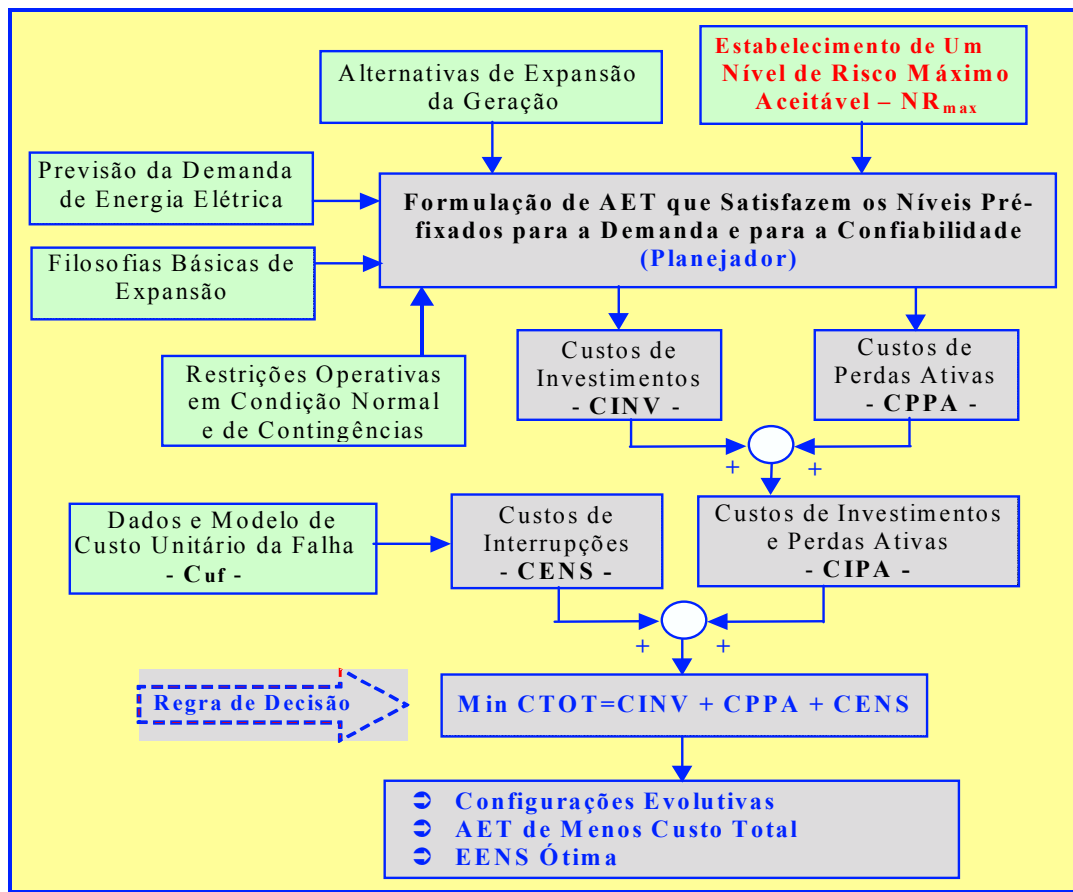 Alternativas de Expansão
da Geração
Estabelecimento de Um
Nível de Risco Máximo
Aceitável – NRmax
Previsão da Demanda
de Energia Elétrica
Filosofias Básicas de
Expansão
Formulação de AET que Satisfazem os Níveis Pré-
fixados para a Demanda e para a Confiabilidade
(Planejador)
Restrições Operativas
em Condição Normal
e de Contingências
Custos de
Investimentos
- CINV -
Custos de
Perdas Ativas
- CPPA -
+ +
Dados e Modelo de
Custo Unitário da Falha
- Cuf -
Custos de
Interrupções
- CENS -
Custos de Investimentos
e Perdas Ativas
- CIPA -
+ +
Regra de Decisão
Min CTOT=CINV + CPPA + CENS
➲ Configurações Evolutivas
➲ AET de Menos Custo Total
➲ EENS Ótima